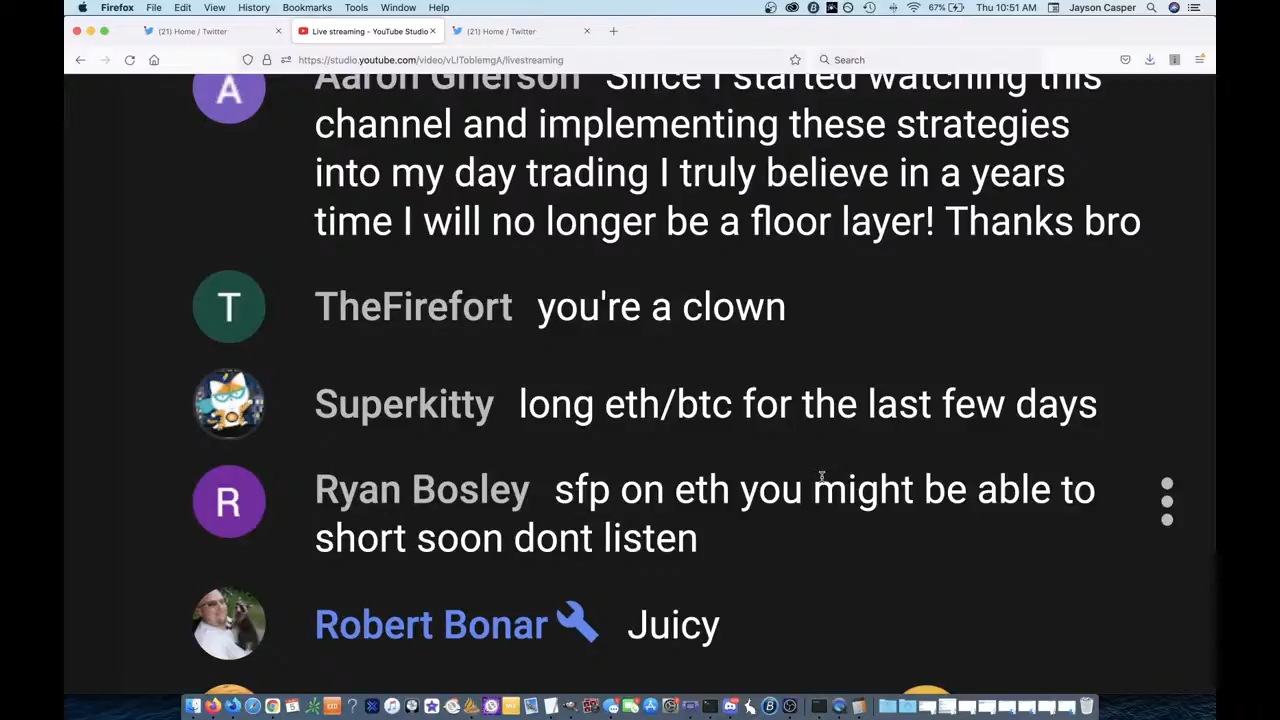 Firefox File Edit View History Bookmarks Tools Window Help 67% Thu 10:51 AM Jayson Casper
(21) Home / Twitter Live streaming - YouTube Studio (21) Home / Twitter
https://studio.youtube.com/video/vLIToblemgA/livestreaming Search
A Aaron Grierson Since I started watching this
channel and implementing these strategies
into my day trading I truly believe in a years
time I will no longer be a floor layer! Thanks bro
T TheFirefort you're a clown
Superkitty long eth/btc for the last few days
R Ryan Bosley sfp on eth you might be able to
short soon dont listen
Robert Bonar Juicy